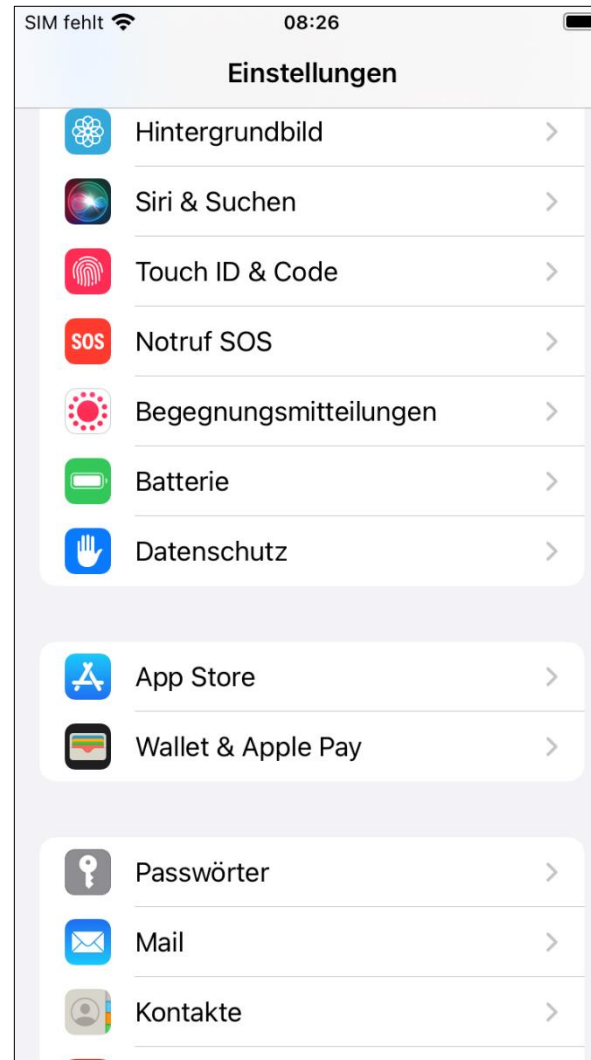 SIM fehlt 08:26
Einstellungen
Hintergrundbild
Siri & Suchen
Touch ID & Code
SOS Notruf SOS
Begegnungsmitteilungen
Batterie
Datenschutz
App Store
Wallet & Apple Pay
Passwörter
Mail
Kontakte